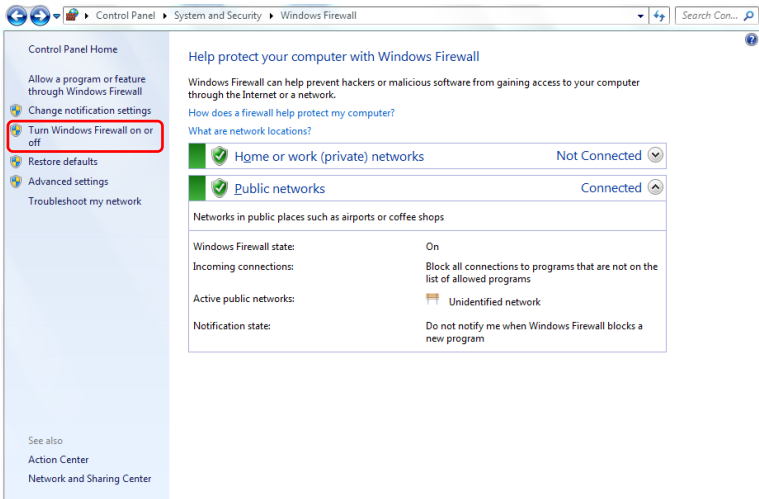 Control Panel ▸ System and Security ▸ Windows Firewall
Search Con...
Control Panel Home
Allow a program or feature
through Windows Firewall
Change notification settings
Turn Windows Firewall on or
off
Restore defaults
Advanced settings
Troubleshoot my network
Help protect your computer with Windows Firewall
Windows Firewall can help prevent hackers or malicious software from gaining access to your computer
through the Internet or a network.
How does a firewall help protect my computer?
What are network locations?
Home or work (private) networks Not Connected
Public networks Connected
Networks in public places such as airports or coffee shops
Windows Firewall state: On
Incoming connections: Block all connections to programs that are not on the
list of allowed programs
Active public networks: Unidentified network
Notification state: Do not notify me when Windows Firewall blocks a
new program
See also
Action Center
Network and Sharing Center